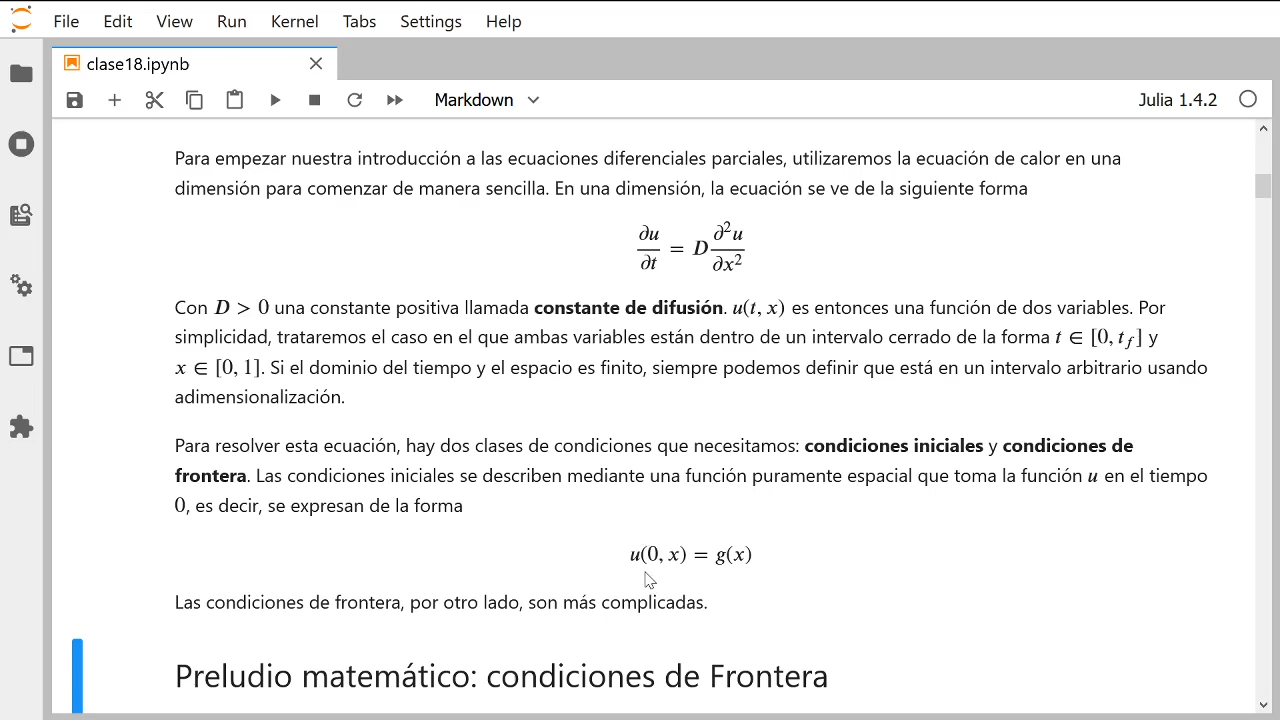 File Edit View Run Kernel Tabs Settings Help
clase18.ipynb
Markdown
Julia 1.4.2
Para empezar nuestra introducción a las ecuaciones diferenciales parciales, utilizaremos la ecuación de calor en una
dimensión para comenzar de manera sencilla. En una dimensión, la ecuación se ve de la siguiente forma
∂u/∂t = D ∂²u/∂x²
Con D > 0 una constante positiva llamada constante de difusión. u(t, x) es entonces una función de dos variables. Por
simplicidad, trataremos el caso en el que ambas variables están dentro de un intervalo cerrado de la forma t ∈ [0, t_f] y
x ∈ [0, 1]. Si el dominio del tiempo y el espacio es finito, siempre podemos definir que está en un intervalo arbitrario usando
adimensionalización.
Para resolver esta ecuación, hay dos clases de condiciones que necesitamos: condiciones iniciales y condiciones de
frontera. Las condiciones iniciales se describen mediante una función puramente espacial que toma la función u en el tiempo
0, es decir, se expresan de la forma
u(0, x) = g(x)
Las condiciones de frontera, por otro lado, son más complicadas.
Preludio matemático: condiciones de Frontera